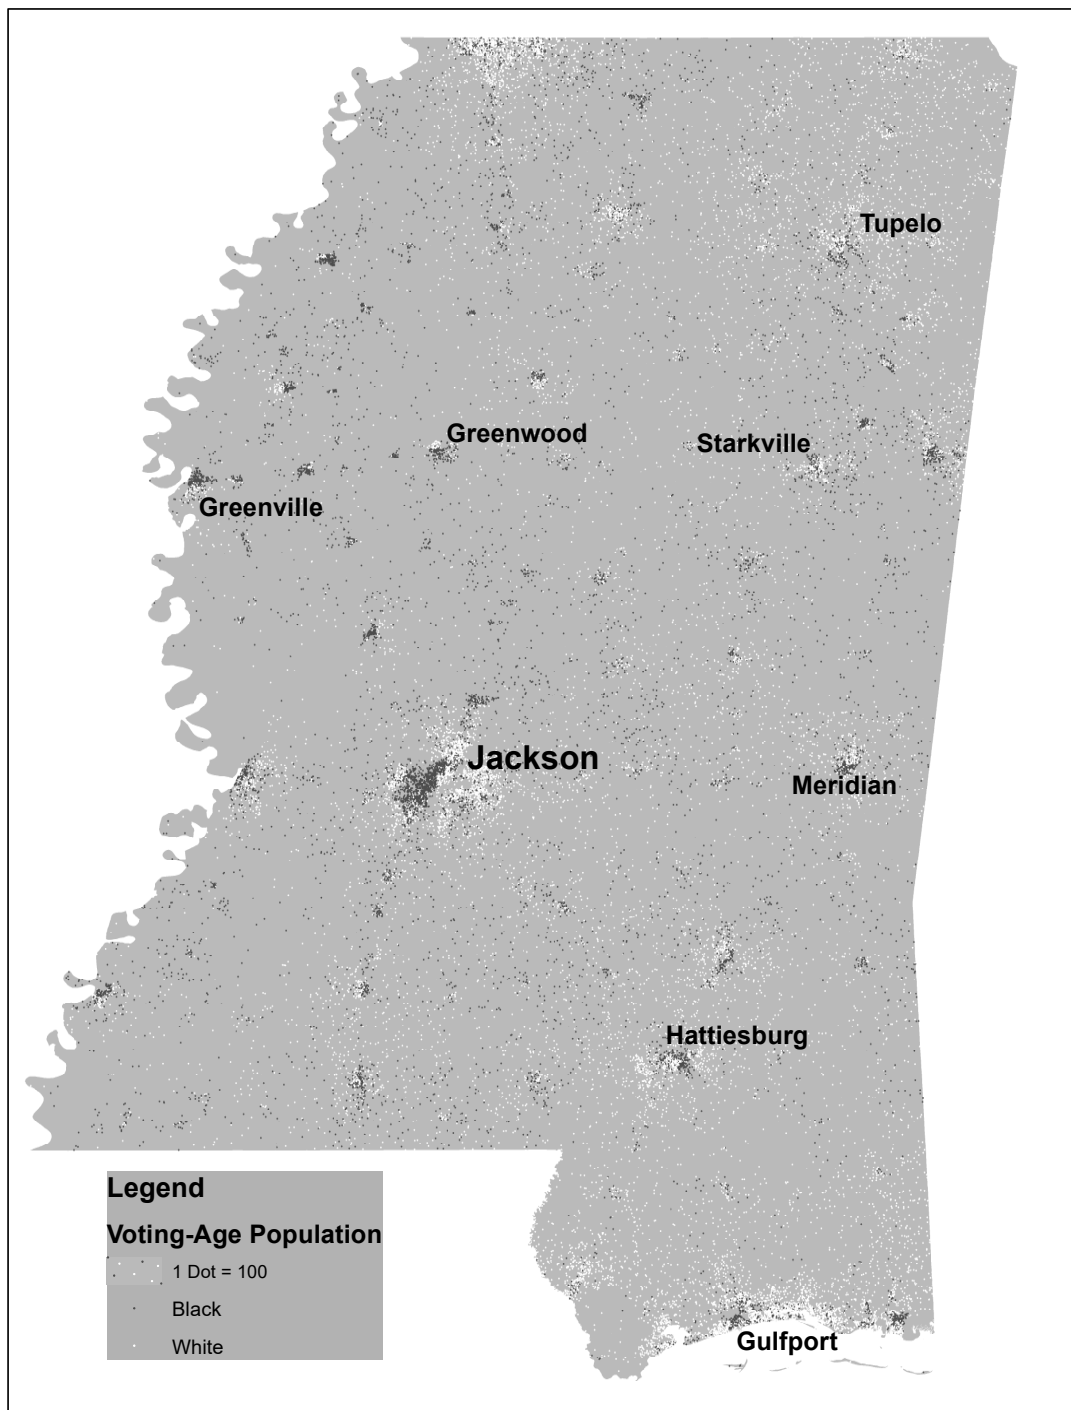 Tupelo
Greenwood
Starkville
Greenville
Jackson
Meridian
Hattiesburg
Legend
Voting-Age Population
1 Dot = 100
Black
White
Gulfport